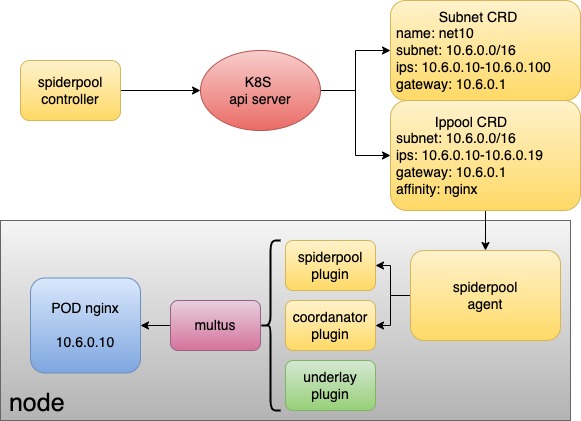 Subnet CRD
name: net10
subnet: 10.6.0.0/16
ips: 10.6.0.10-10.6.0.100
gateway: 10.6.0.1
spiderpool
controller
K8S
api server
Ippool CRD
subnet: 10.6.0.0/16
ips: 10.6.0.10-10.6.0.19
gateway: 10.6.0.1
affinity: nginx
spiderpool
plugin
spiderpool
agent
POD nginx
10.6.0.10
multus
coordanator
plugin
underlay
plugin
node